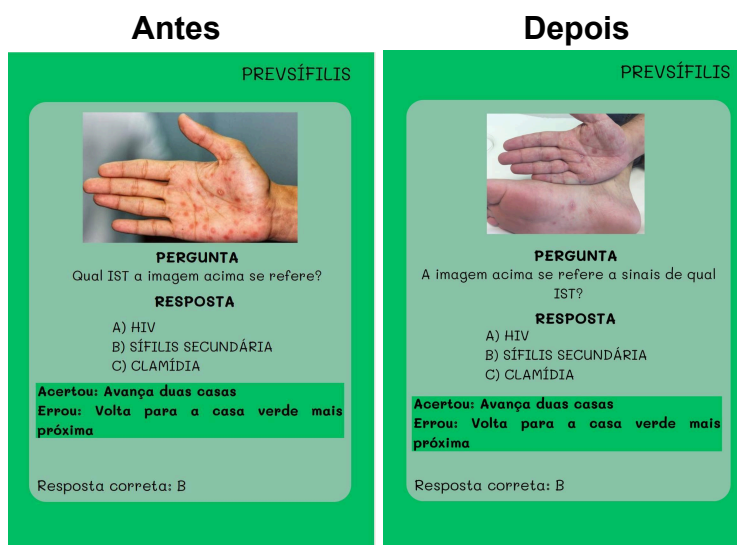 Antes
PREVSÍFILIS
PERGUNTA
Qual IST a imagem acima se refere?
RESPOSTA
A) HIV
B) SÍFILIS SECUNDÁRIA
C) CLAMÍDIA
Acertou: Avança duas casas
Errou: Volta para a casa verde mais
próxima
Resposta correta: B
Depois
PREVSÍFILIS
PERGUNTA
A imagem acima se refere a sinais de qual
IST?
RESPOSTA
A) HIV
B) SÍFILIS SECUNDÁRIA
C) CLAMÍDIA
Acertou: Avança duas casas
Errou: Volta para a casa verde mais
próxima
Resposta correta: B